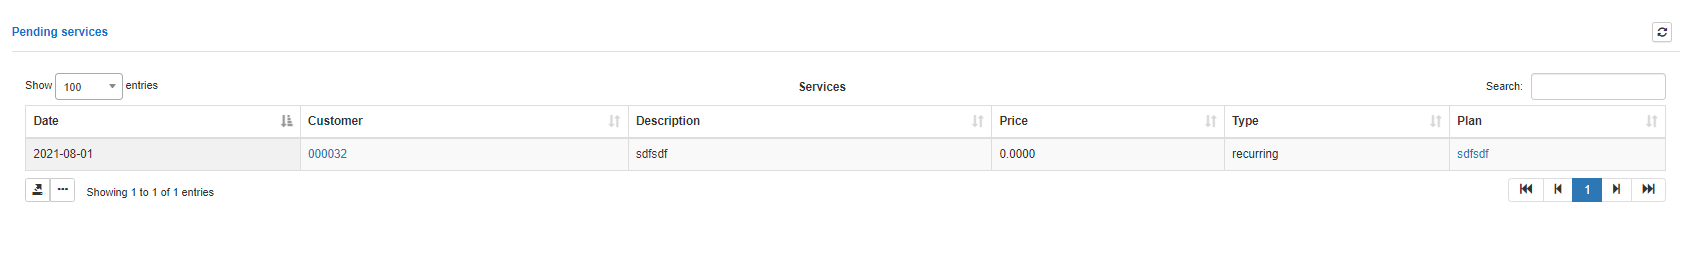 Pending services
Show 100 entries
Services
Search:
Date Customer Description Price Type Plan
2021-08-01 000032 sdfsdf 0.0000 recurring sdfsdf
Showing 1 to 1 of 1 entries
1